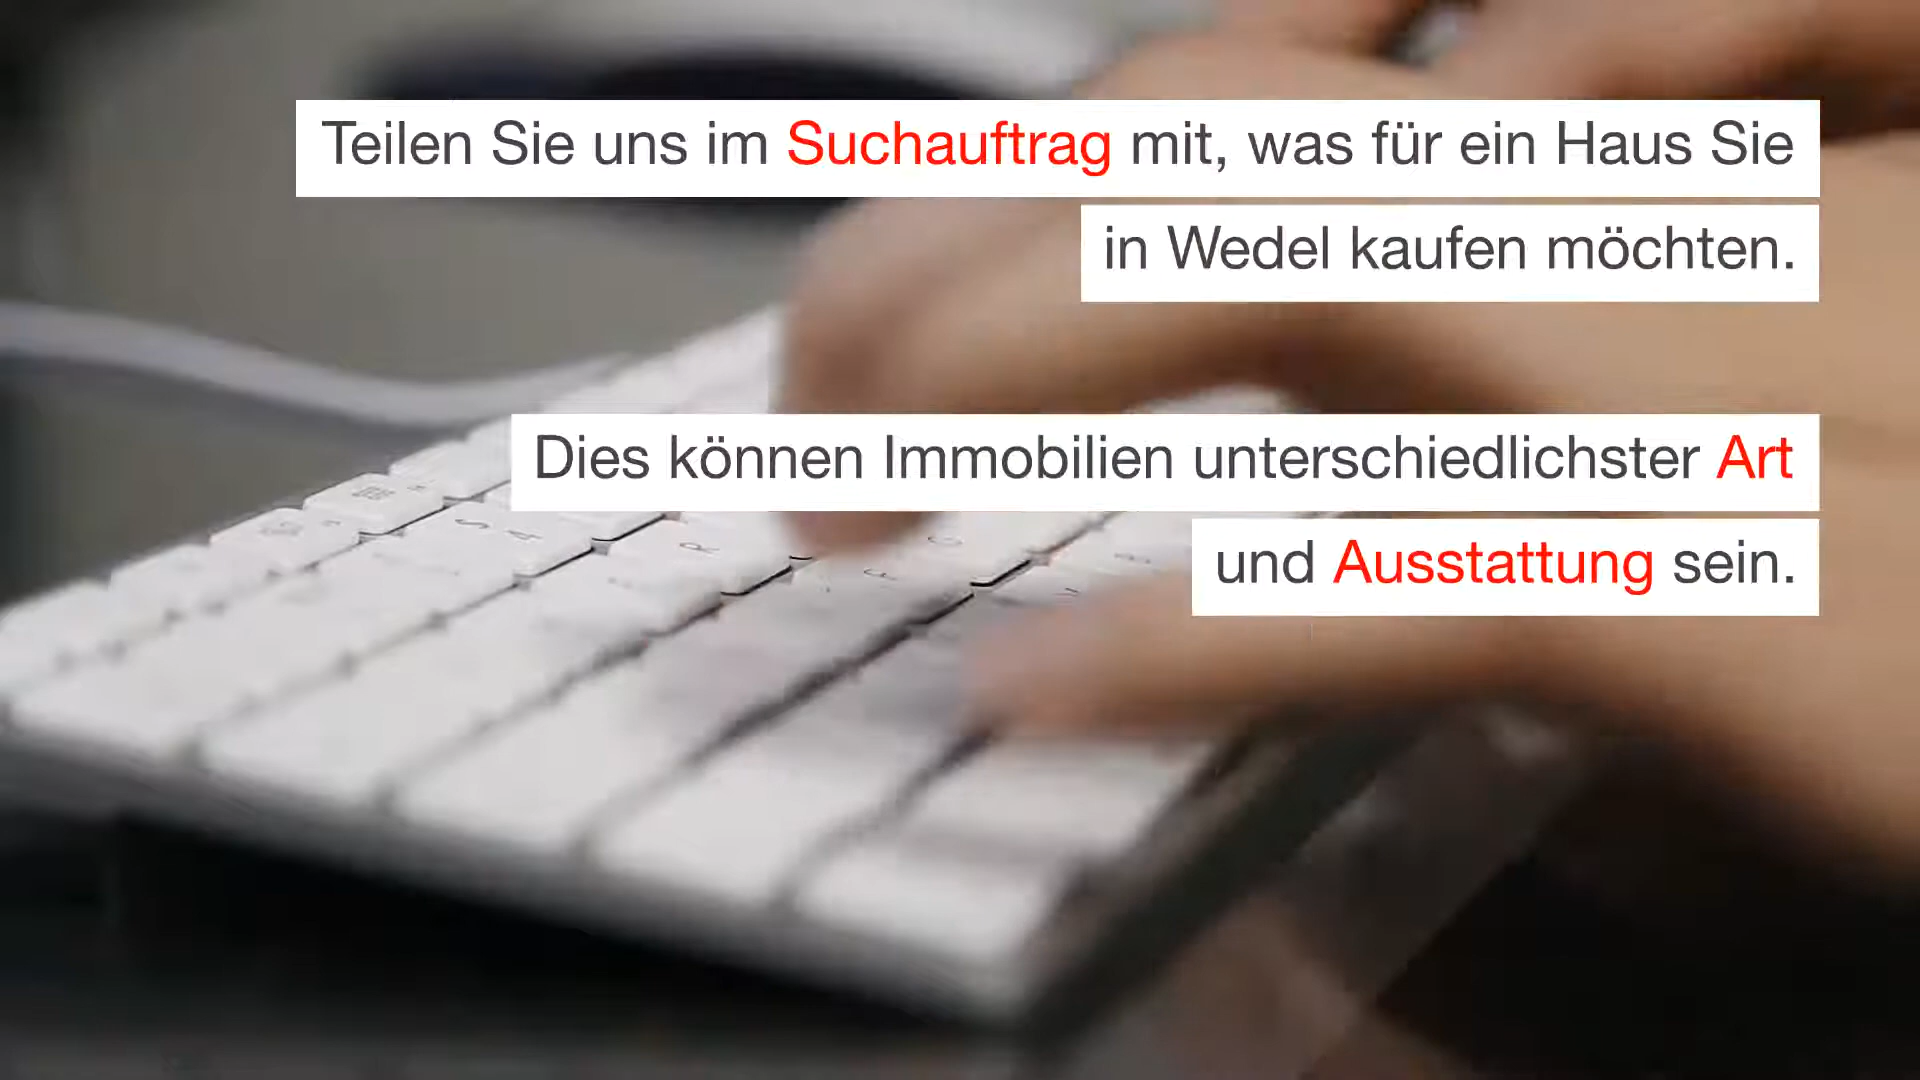 Teilen Sie uns im Suchauftrag mit, was für ein Haus Sie
in Wedel kaufen möchten.
Dies können Immobilien unterschiedlichster Art
und Ausstattung sein.